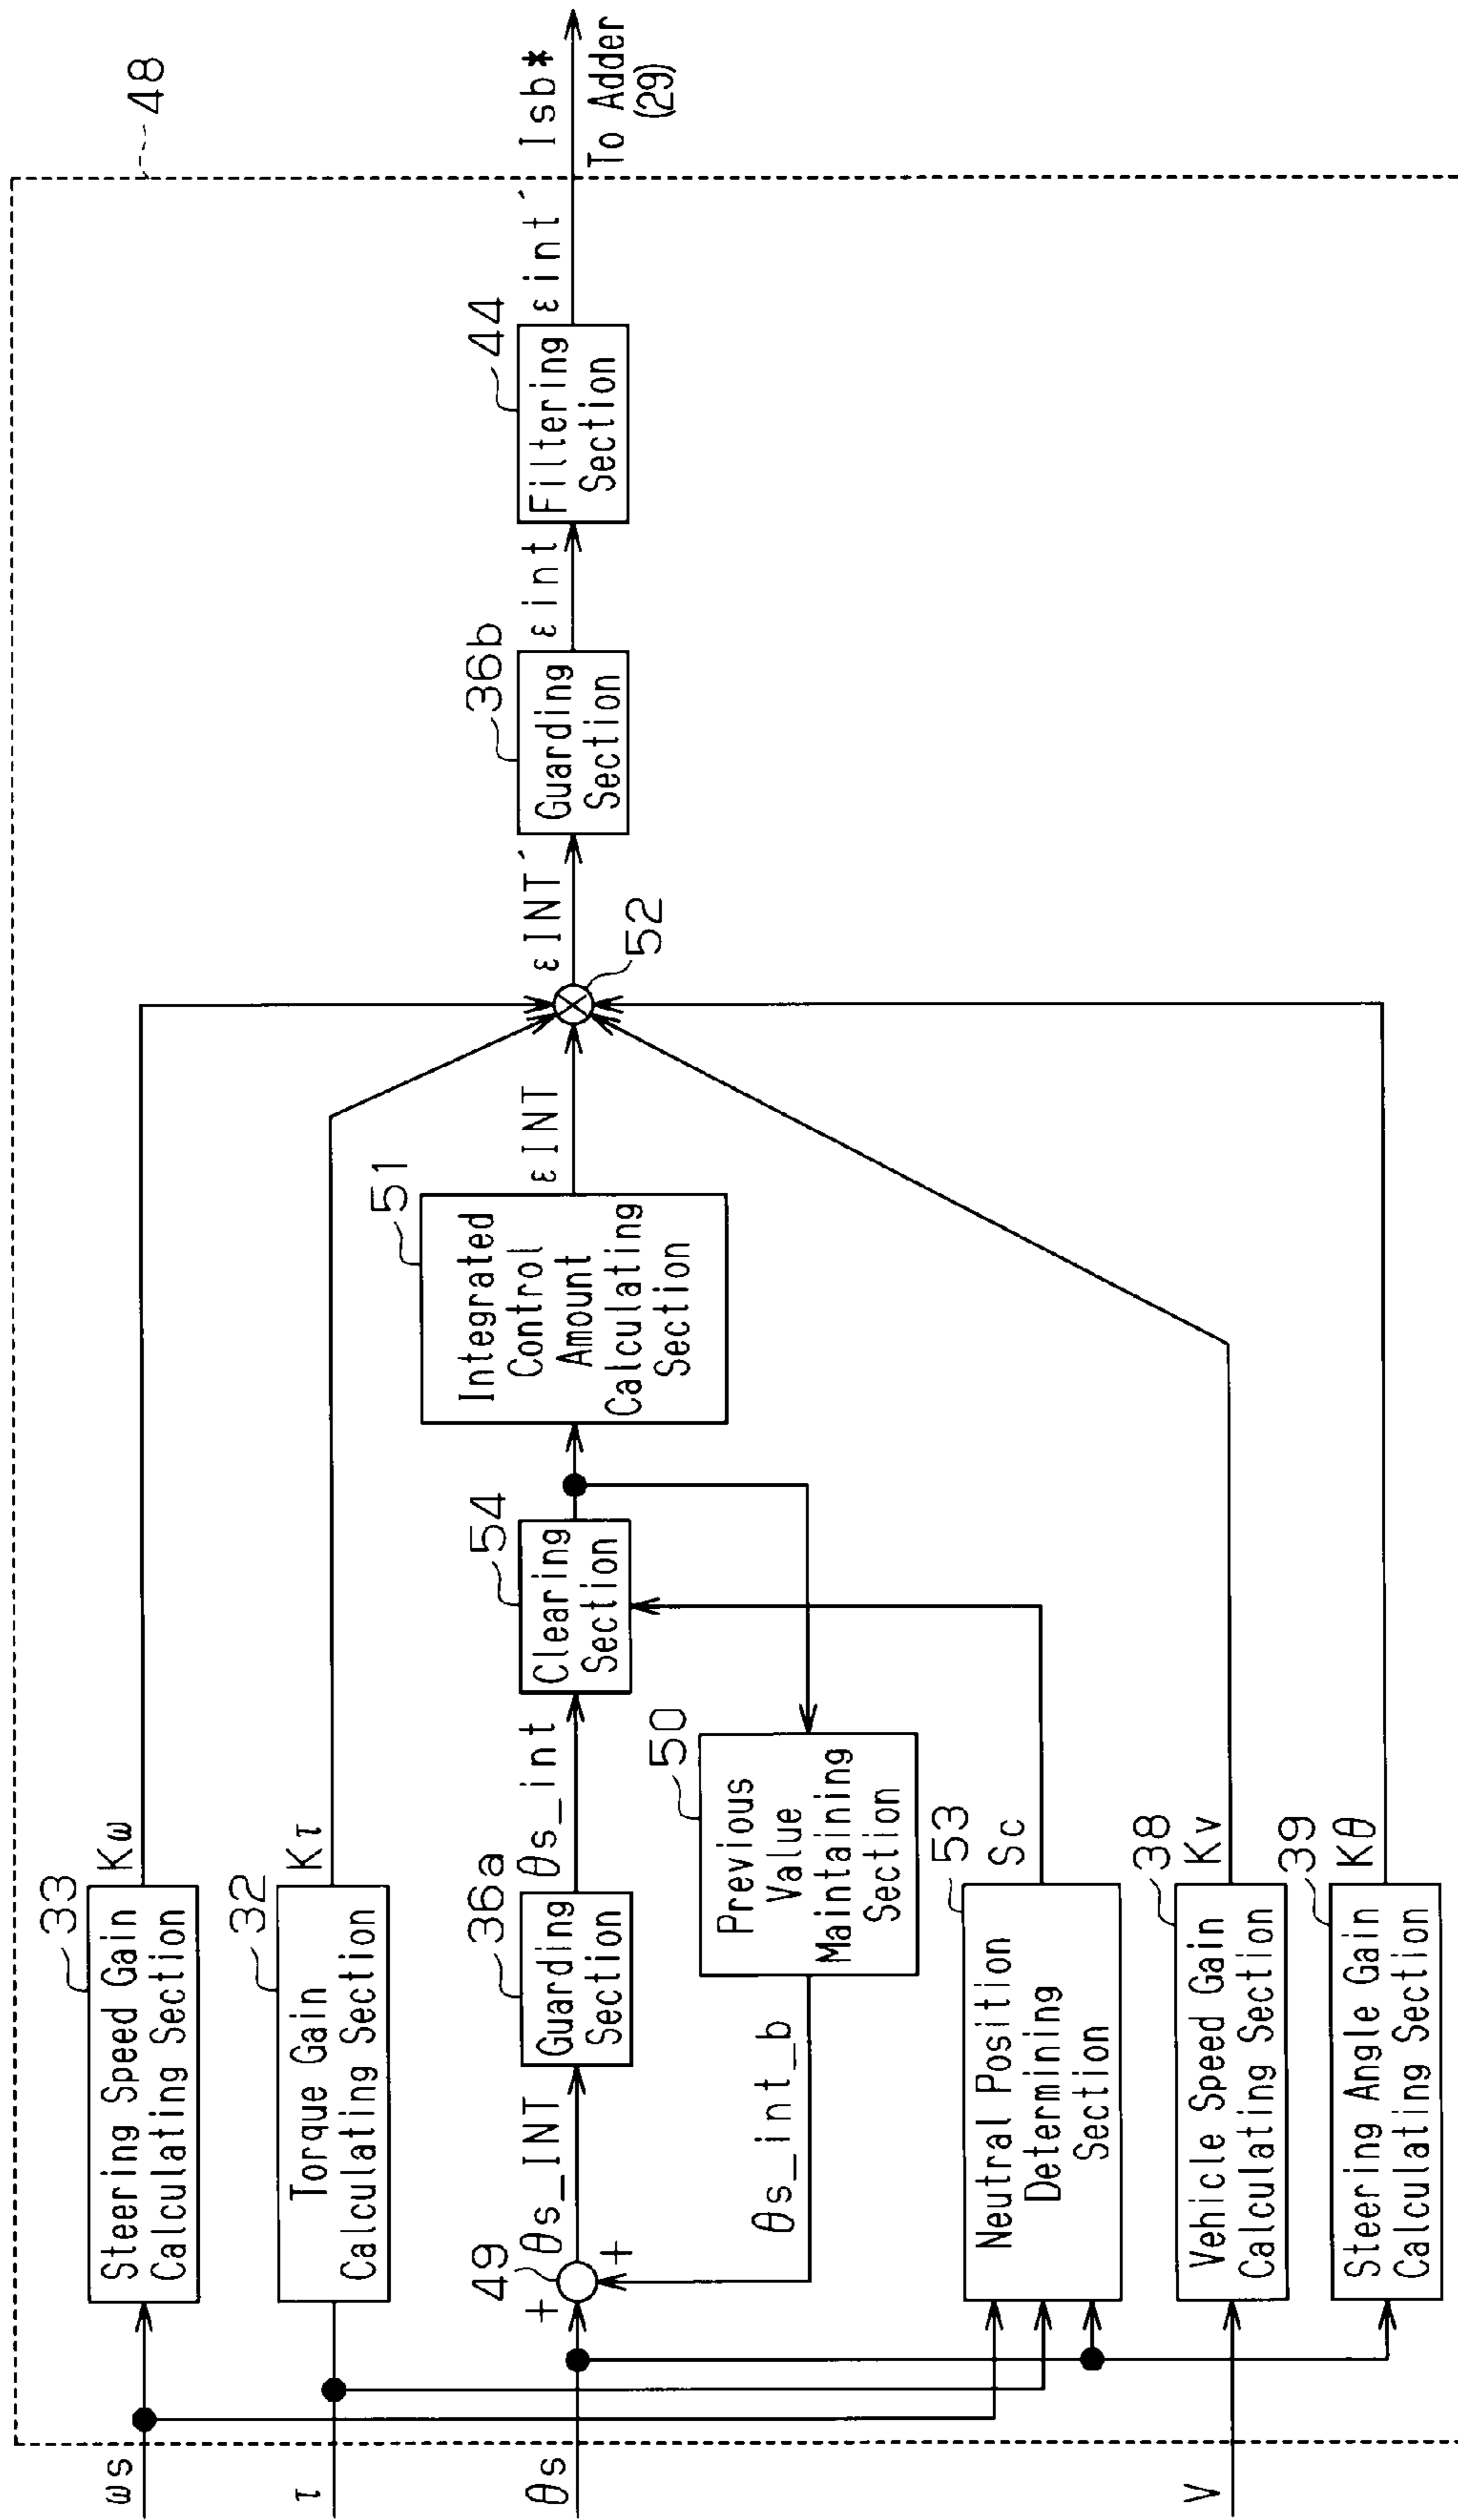 48
ωs
33
Steering Speed Gain
Calculating Section
Kω
τ
32
Torque Gain
Calculating Section
Kτ
θs
+
49
+
θs_INT
36a
Guarding
Section
θs_int
54
Clearing
Section
51
Integrated
Control
Amount
Calculating
Section
εINT
52
εINT´
36b
Guarding
Section
εint
44
Filtering
Section
εint´
Isb*
To Adder
(29)
θs_int_b
50
Previous
Value
Maintaining
Section
Neutral Position
Determining
Section
53
Sc
V
Vehicle Speed Gain
Calculating Section
38
Kv
Steering Angle Gain
Calculating Section
39
Kθ